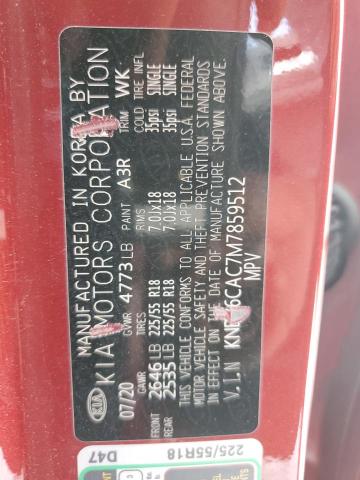 MANUFACTURED IN KOREA BY
KIA KIA MOTORS CORPORATION
07/20 GVWR 4773LB PAINT A3R TRIM WK
GAWR TIRES RIMS COLD TIRE INFL
FRONT 2646LB 225/55 R18 7.0JX18 35psi SINGLE
REAR 2535LB 225/55 R18 7.0JX18 35psi SINGLE
THIS VEHICLE CONFORMS TO ALL APPLICABLE U.S.A. FEDERAL
MOTOR VEHICLE SAFETY AND THEFT PREVENTION STANDARDS
IN EFFECT ON THE DATE OF MANUFACTURE SHOWN ABOVE.
V.I.N
MPV
D47 225/55R18